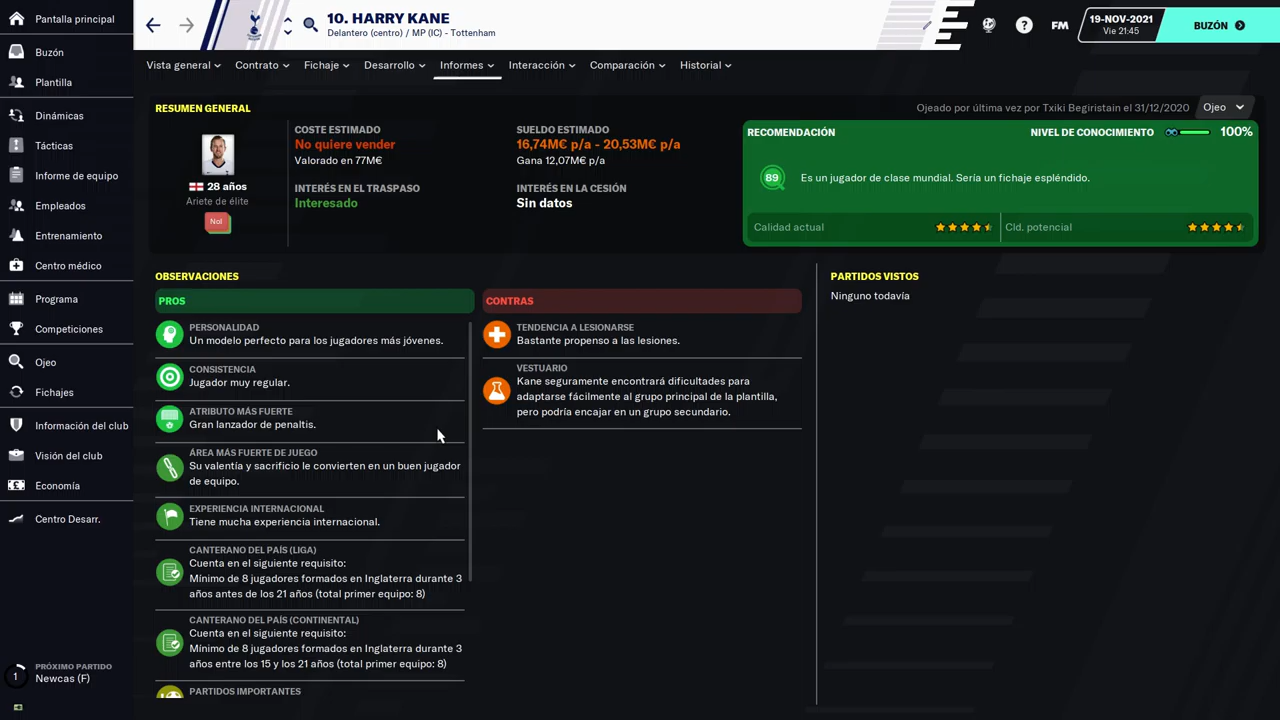 Pantalla principal
Buzón
Plantilla
Dinámicas
Tácticas
Informe de equipo
Empleados
Entrenamiento
Centro médico
Programa
Competiciones
Ojeo
Fichajes
Información del club
Visión del club
Economía
Centro Desarr.
1
PRÓXIMO PARTIDO
Newcas (F)
10. HARRY KANE
Delantero (centro) / MP (IC) - Tottenham
?
FM
19-NOV-2021
Vie 21:45
BUZÓN
Vista general
Contrato
Fichaje
Desarrollo
Informes
Interacción
Comparación
Historial
RESUMEN GENERAL
Ojeado por última vez por Txiki Begiristain el 31/12/2020
Ojeo
28 años
Ariete de élite
NoI
COSTE ESTIMADO
No quiere vender
Valorado en 77M€
INTERÉS EN EL TRASPASO
Interesado
SUELDO ESTIMADO
16,74M€ p/a - 20,53M€ p/a
Gana 12,07M€ p/a
INTERÉS EN LA CESIÓN
Sin datos
RECOMENDACIÓN
NIVEL DE CONOCIMIENTO
100%
89
Es un jugador de clase mundial. Sería un fichaje espléndido.
Calidad actual
Cld. potencial
OBSERVACIONES
PROS
PERSONALIDAD
Un modelo perfecto para los jugadores más jóvenes.
CONSISTENCIA
Jugador muy regular.
ATRIBUTO MÁS FUERTE
Gran lanzador de penaltis.
ÁREA MÁS FUERTE DE JUEGO
Su valentía y sacrificio le convierten en un buen jugador
de equipo.
EXPERIENCIA INTERNACIONAL
Tiene mucha experiencia internacional.
CANTERANO DEL PAÍS (LIGA)
Cuenta en el siguiente requisito:
Mínimo de 8 jugadores formados en Inglaterra durante 3
años antes de los 21 años (total primer equipo: 8)
CANTERANO DEL PAÍS (CONTINENTAL)
Cuenta en el siguiente requisito:
Mínimo de 8 jugadores formados en Inglaterra durante 3
años entre los 15 y los 21 años (total primer equipo: 8)
PARTIDOS IMPORTANTES
CONTRAS
TENDENCIA A LESIONARSE
Bastante propenso a las lesiones.
VESTUARIO
Kane seguramente encontrará dificultades para
adaptarse fácilmente al grupo principal de la plantilla,
pero podría encajar en un grupo secundario.
PARTIDOS VISTOS
Ninguno todavía